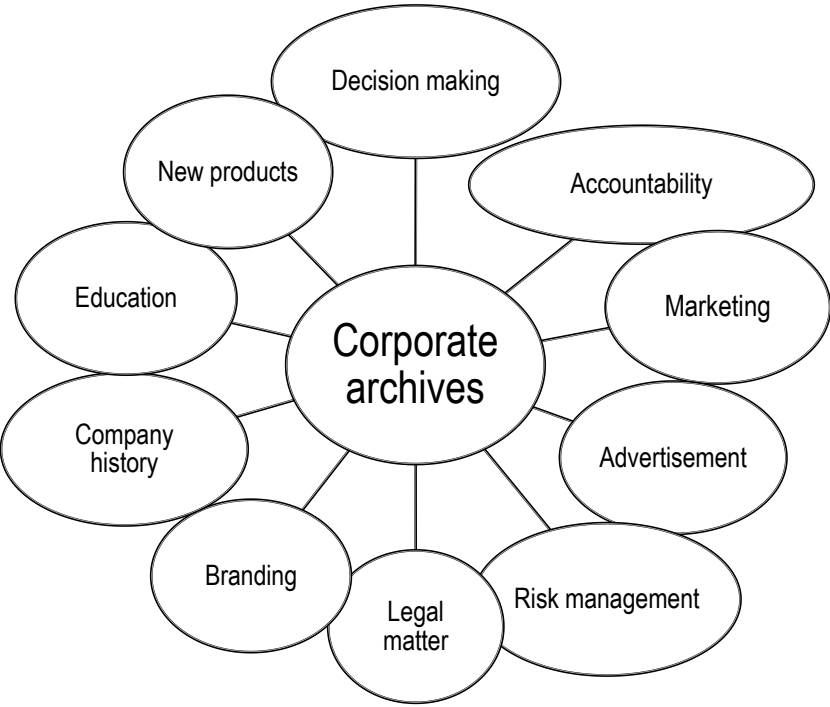 Decision making
New products
Accountability
Education
Marketing
Corporate
archives
Company
history
Advertisement
Branding
Risk management
Legal
matter